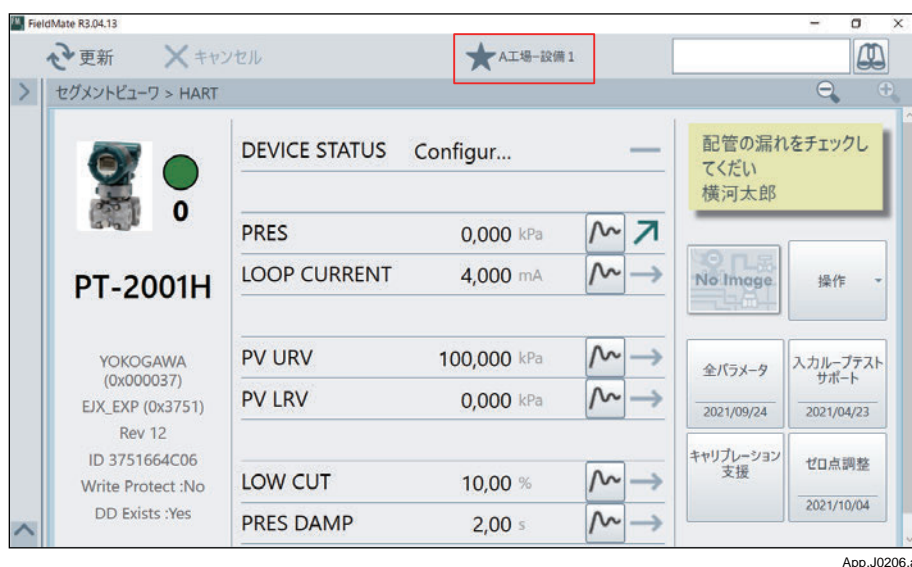 FieldMate R3.04.13
更新 キャンセル A工場-設備1
セグメントビューワ > HART
0
PT-2001H
YOKOGAWA
(0x000037)
EJX_EXP (0x3751)
Rev 12
ID 3751664C06
Write Protect :No
DD Exists :Yes
DEVICE STATUS Configur...
PRES 0,000 kPa
LOOP CURRENT 4,000 mA
PV URV 100,000 kPa
PV LRV 0,000 kPa
LOW CUT 10,00 %
PRES DAMP 2,00 s
配管の漏れをチェックし
てくだい
横河太郎
No Image
操作
全パラメータ
2021/09/24
入力ループテスト
サポート
2021/04/23
キャリブレーション
支援
ゼロ点調整
2021/10/04
App.J0206.a